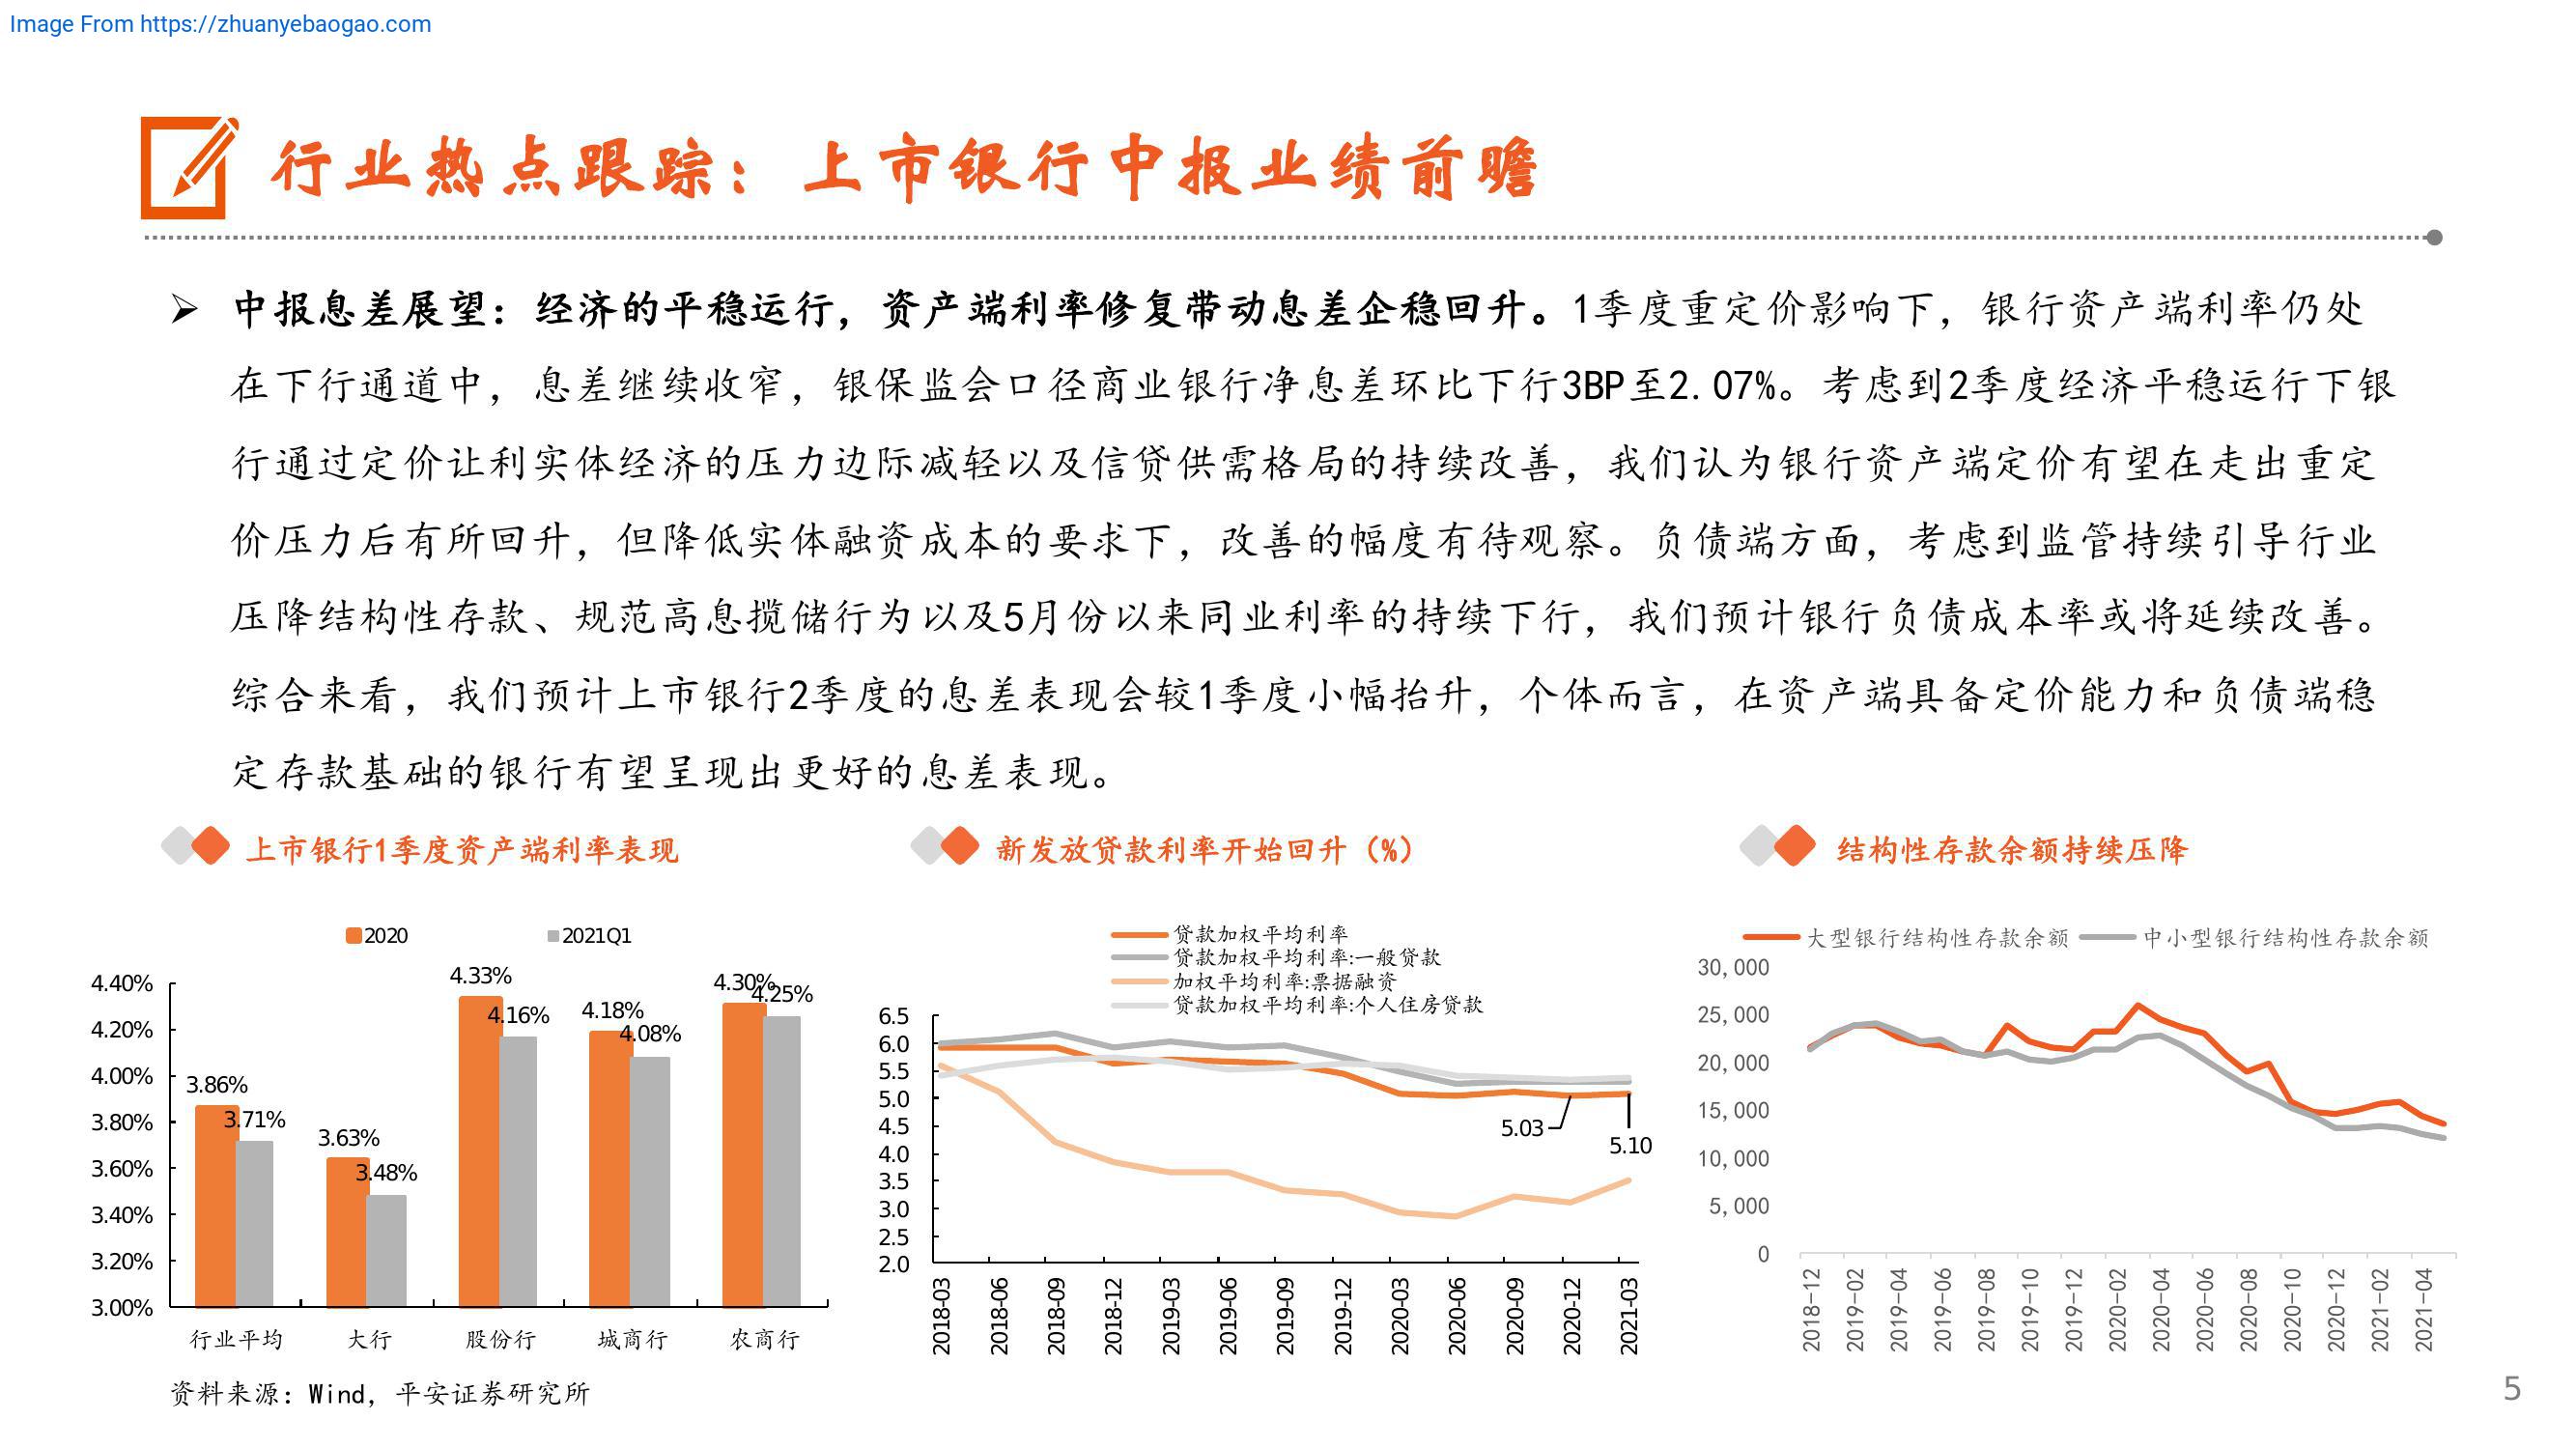 Image From https://zhuanyebaogao.com
行业热点跟踪：上市银行中报业绩前瞻
中报息差展望：经济的平稳运行，资产端利率修复带动息差企稳回升。1季度重定价影响下，银行资产端利率仍处
在下行通道中，息差继续收窄，银保监会口径商业银行净息差环比下行3BP至2.07%。考虑到2季度经济平稳运行下银
行通过定价让利实体经济的压力边际减轻以及信贷供需格局的持续改善，我们认为银行资产端定价有望在走出重定
价压力后有所回升，但降低实体融资成本的要求下，改善的幅度有待观察。负债端方面，考虑到监管持续引导行业
压降结构性存款、规范高息揽储行为以及5月份以来同业利率的持续下行，我们预计银行负债成本率或将延续改善。
综合来看，我们预计上市银行2季度的息差表现会较1季度小幅抬升，个体而言，在资产端具备定价能力和负债端稳
定存款基础的银行有望呈现出更好的息差表现。
上市银行1季度资产端利率表现
2020 2021Q1
4.40%
4.20%
4.00%
3.80%
3.60%
3.40%
3.20%
3.00%
3.86%
3.71%
3.63%
3.48%
4.33%
4.16%
4.18%
4.08%
4.30%
4.25%
行业平均 大行 股份行 城商行 农商行
新发放贷款利率开始回升（%）
贷款加权平均利率
贷款加权平均利率:一般贷款
加权平均利率:票据融资
贷款加权平均利率:个人住房贷款
6.5
6.0
5.5
5.0
4.5
4.0
3.5
3.0
2.5
2.0
5.03
5.10
2018-03 2018-06 2018-09 2018-12 2019-03 2019-06 2019-09 2019-12 2020-03 2020-06 2020-09 2020-12 2021-03
结构性存款余额持续压降
大型银行结构性存款余额 中小型银行结构性存款余额
30,000
25,000
20,000
15,000
10,000
5,000
0
2018-12 2019-02 2019-04 2019-06 2019-08 2019-10 2019-12 2020-02 2020-04 2020-06 2020-08 2020-10 2020-12 2021-02 2021-04
资料来源：Wind，平安证券研究所
5